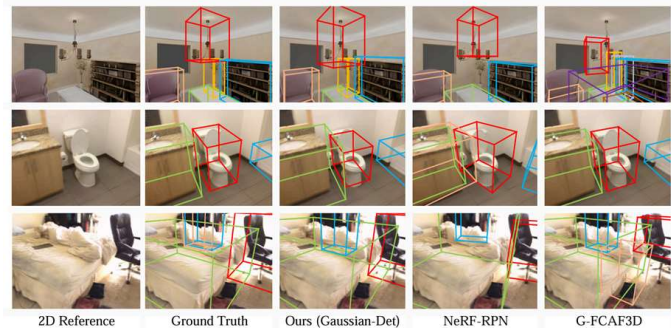 2D Reference
Ground Truth
Ours (Gaussian-Det)
NeRF-RPN
G-FCAF3D